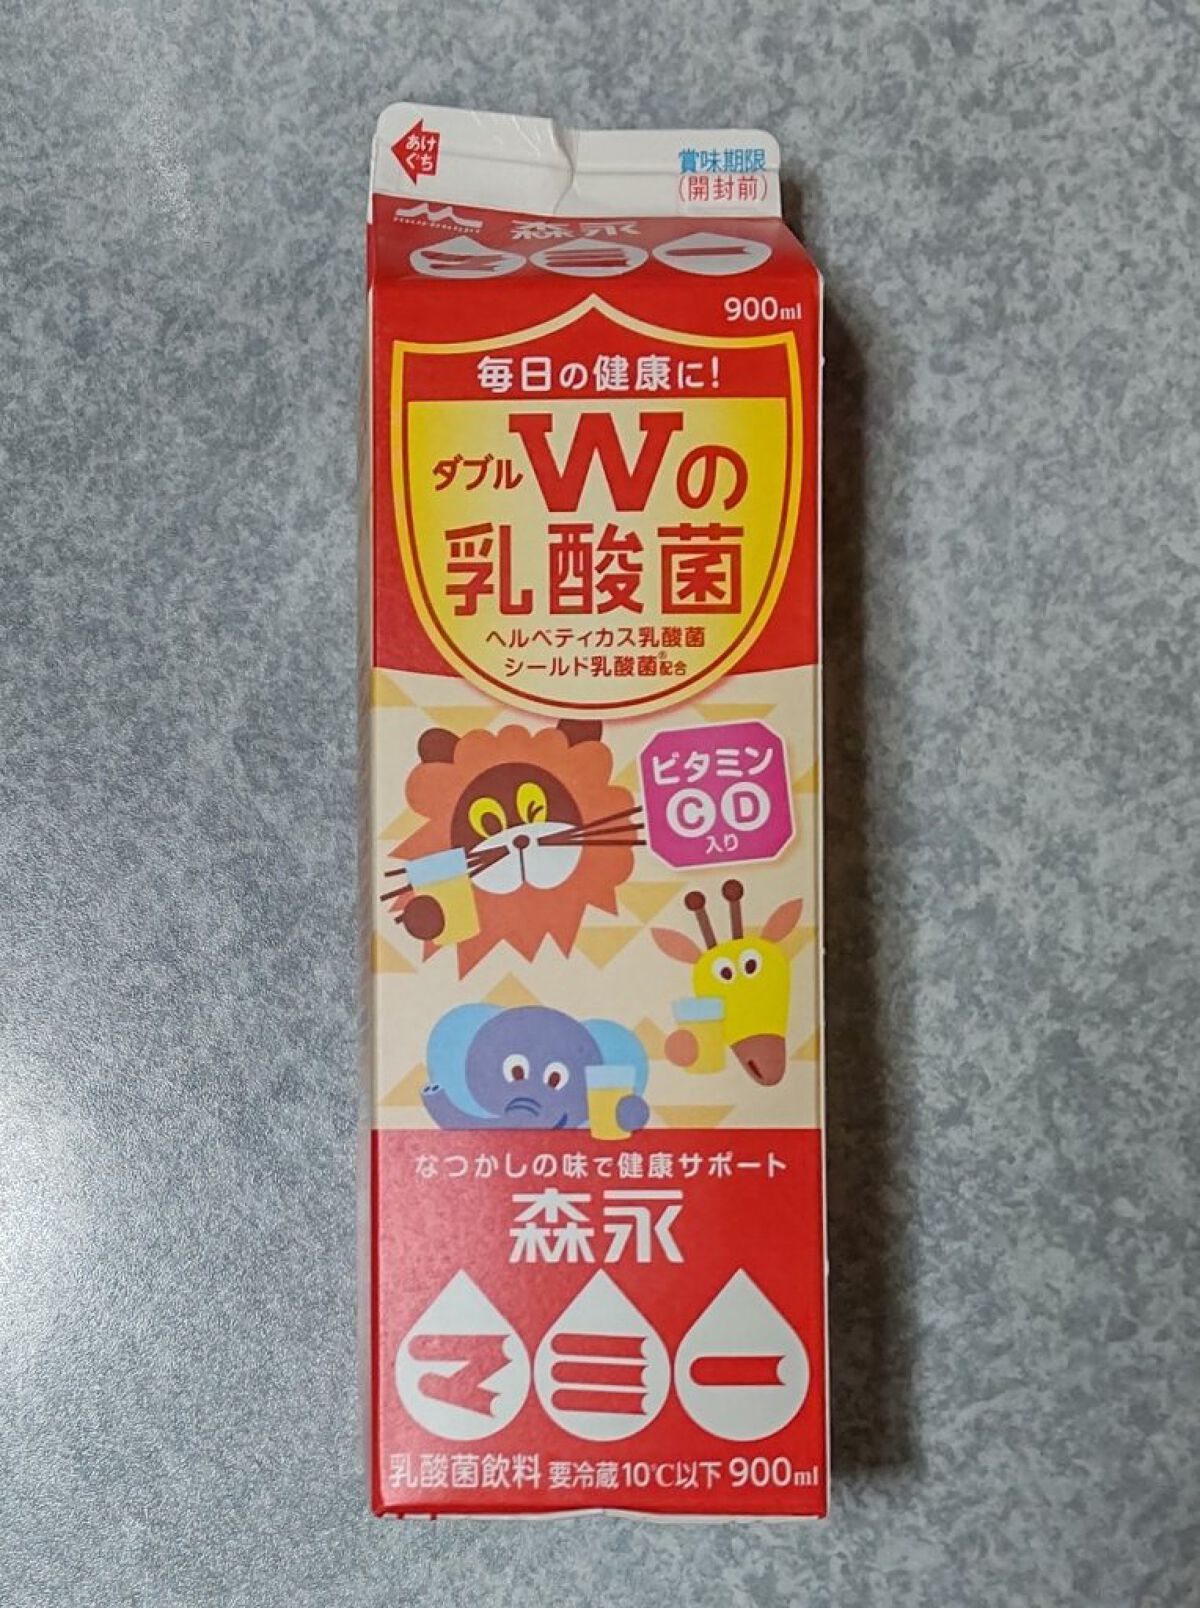 あけ
ぐち
賞味期限
(開封前)
森永
マミー
900ml
毎日の健康に!
ダブルWの
乳酸菌
ヘルベティカス乳酸菌
シールド乳酸菌®配合
ビタミン
C D
入り
なつかしの味で健康サポート
森永
マミー
乳酸菌飲料 要冷蔵10℃以下 900ml